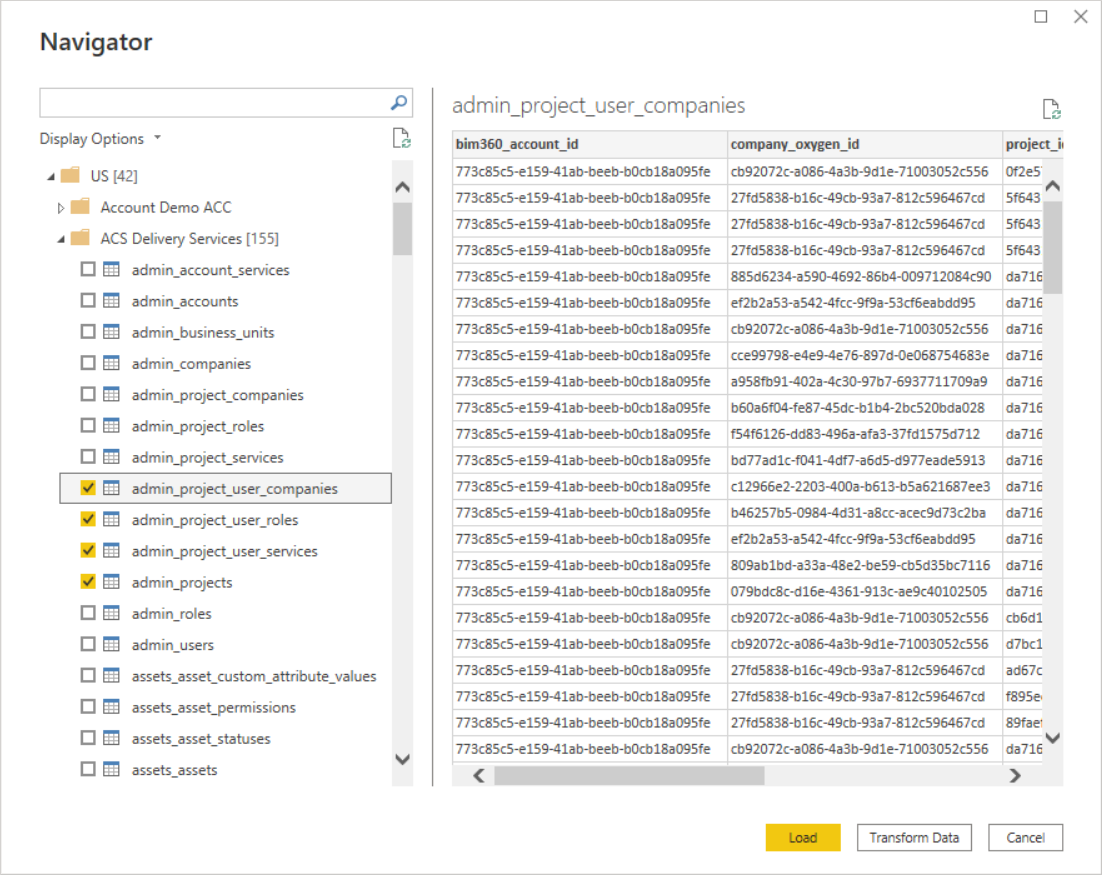 Navigator
Display Options
US [42]
Account Demo ACC
ACS Delivery Services [155]
admin_account_services
admin_accounts
admin_business_units
admin_companies
admin_project_companies
admin_project_roles
admin_project_services
admin_project_user_companies
admin_project_user_roles
admin_project_user_services
admin_projects
admin_roles
admin_users
assets_asset_custom_attribute_values
assets_asset_permissions
assets_asset_statuses
assets_assets
admin_project_user_companies
bim360_account_id company_oxygen_id project_i
773c85c5-e159-41ab-beeb-b0cb18a095fe cb92072c-a086-4a3b-9d1e-71003052c556 0f2e5
773c85c5-e159-41ab-beeb-b0cb18a095fe 27fd5838-b16c-49cb-93a7-812c596467cd 5f643
773c85c5-e159-41ab-beeb-b0cb18a095fe 27fd5838-b16c-49cb-93a7-812c596467cd 5f643
773c85c5-e159-41ab-beeb-b0cb18a095fe 27fd5838-b16c-49cb-93a7-812c596467cd 5f643
773c85c5-e159-41ab-beeb-b0cb18a095fe 885d6234-a590-4692-86b4-009712084c90 da716
773c85c5-e159-41ab-beeb-b0cb18a095fe ef2b2a53-a542-4fcc-9f9a-53cf6eabdd95 da716
773c85c5-e159-41ab-beeb-b0cb18a095fe cb92072c-a086-4a3b-9d1e-71003052c556 da716
773c85c5-e159-41ab-beeb-b0cb18a095fe cce99798-e4e9-4e76-897d-0e068754683e da716
773c85c5-e159-41ab-beeb-b0cb18a095fe a958fb91-402a-4c30-97b7-6937711709a9 da716
773c85c5-e159-41ab-beeb-b0cb18a095fe b60a6f04-fe87-45dc-b1b4-2bc520bda028 da716
773c85c5-e159-41ab-beeb-b0cb18a095fe f54f6126-dd83-496a-afa3-37fd1575d712 da716
773c85c5-e159-41ab-beeb-b0cb18a095fe bd77ad1c-f041-4df7-a6d5-d977eade5913 da716
773c85c5-e159-41ab-beeb-b0cb18a095fe c12966e2-2203-400a-b613-b5a621687ee3 da716
773c85c5-e159-41ab-beeb-b0cb18a095fe b46257b5-0984-4d31-a8cc-acec9d73c2ba da716
773c85c5-e159-41ab-beeb-b0cb18a095fe ef2b2a53-a542-4fcc-9f9a-53cf6eabdd95 da716
773c85c5-e159-41ab-beeb-b0cb18a095fe 809ab1bd-a33a-48e2-be59-cb5d35bc7116 da716
773c85c5-e159-41ab-beeb-b0cb18a095fe 079bdc8c-d16e-4361-913c-ae9c40102505 da716
773c85c5-e159-41ab-beeb-b0cb18a095fe cb92072c-a086-4a3b-9d1e-71003052c556 cb6d1
773c85c5-e159-41ab-beeb-b0cb18a095fe cb92072c-a086-4a3b-9d1e-71003052c556 d7bc1
773c85c5-e159-41ab-beeb-b0cb18a095fe 27fd5838-b16c-49cb-93a7-812c596467cd ad67c
773c85c5-e159-41ab-beeb-b0cb18a095fe 27fd5838-b16c-49cb-93a7-812c596467cd f895e
773c85c5-e159-41ab-beeb-b0cb18a095fe 27fd5838-b16c-49cb-93a7-812c596467cd 89fae
773c85c5-e159-41ab-beeb-b0cb18a095fe cb92072c-a086-4a3b-9d1e-71003052c556 da716
Load Transform Data Cancel